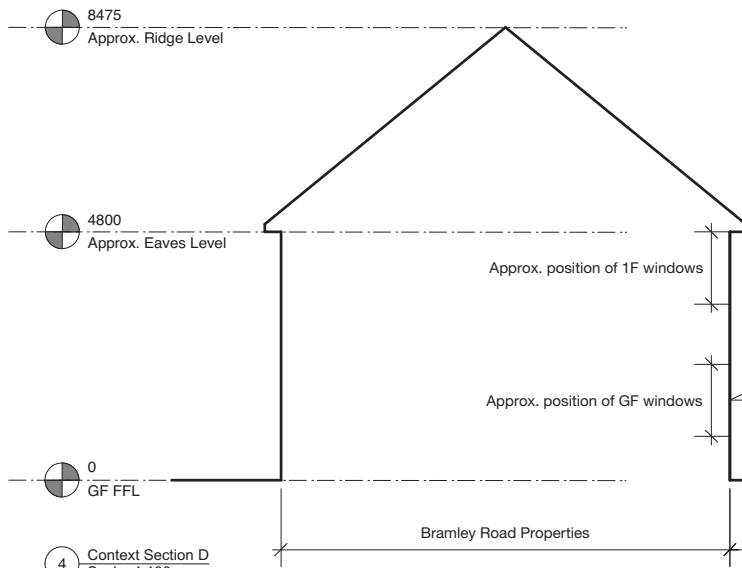 8475
Approx. Ridge Level
4800
Approx. Eaves Level
Approx. position of 1F windows
Approx. position of GF windows
0
GF FFL
Bramley Road Properties
4
Context Section D